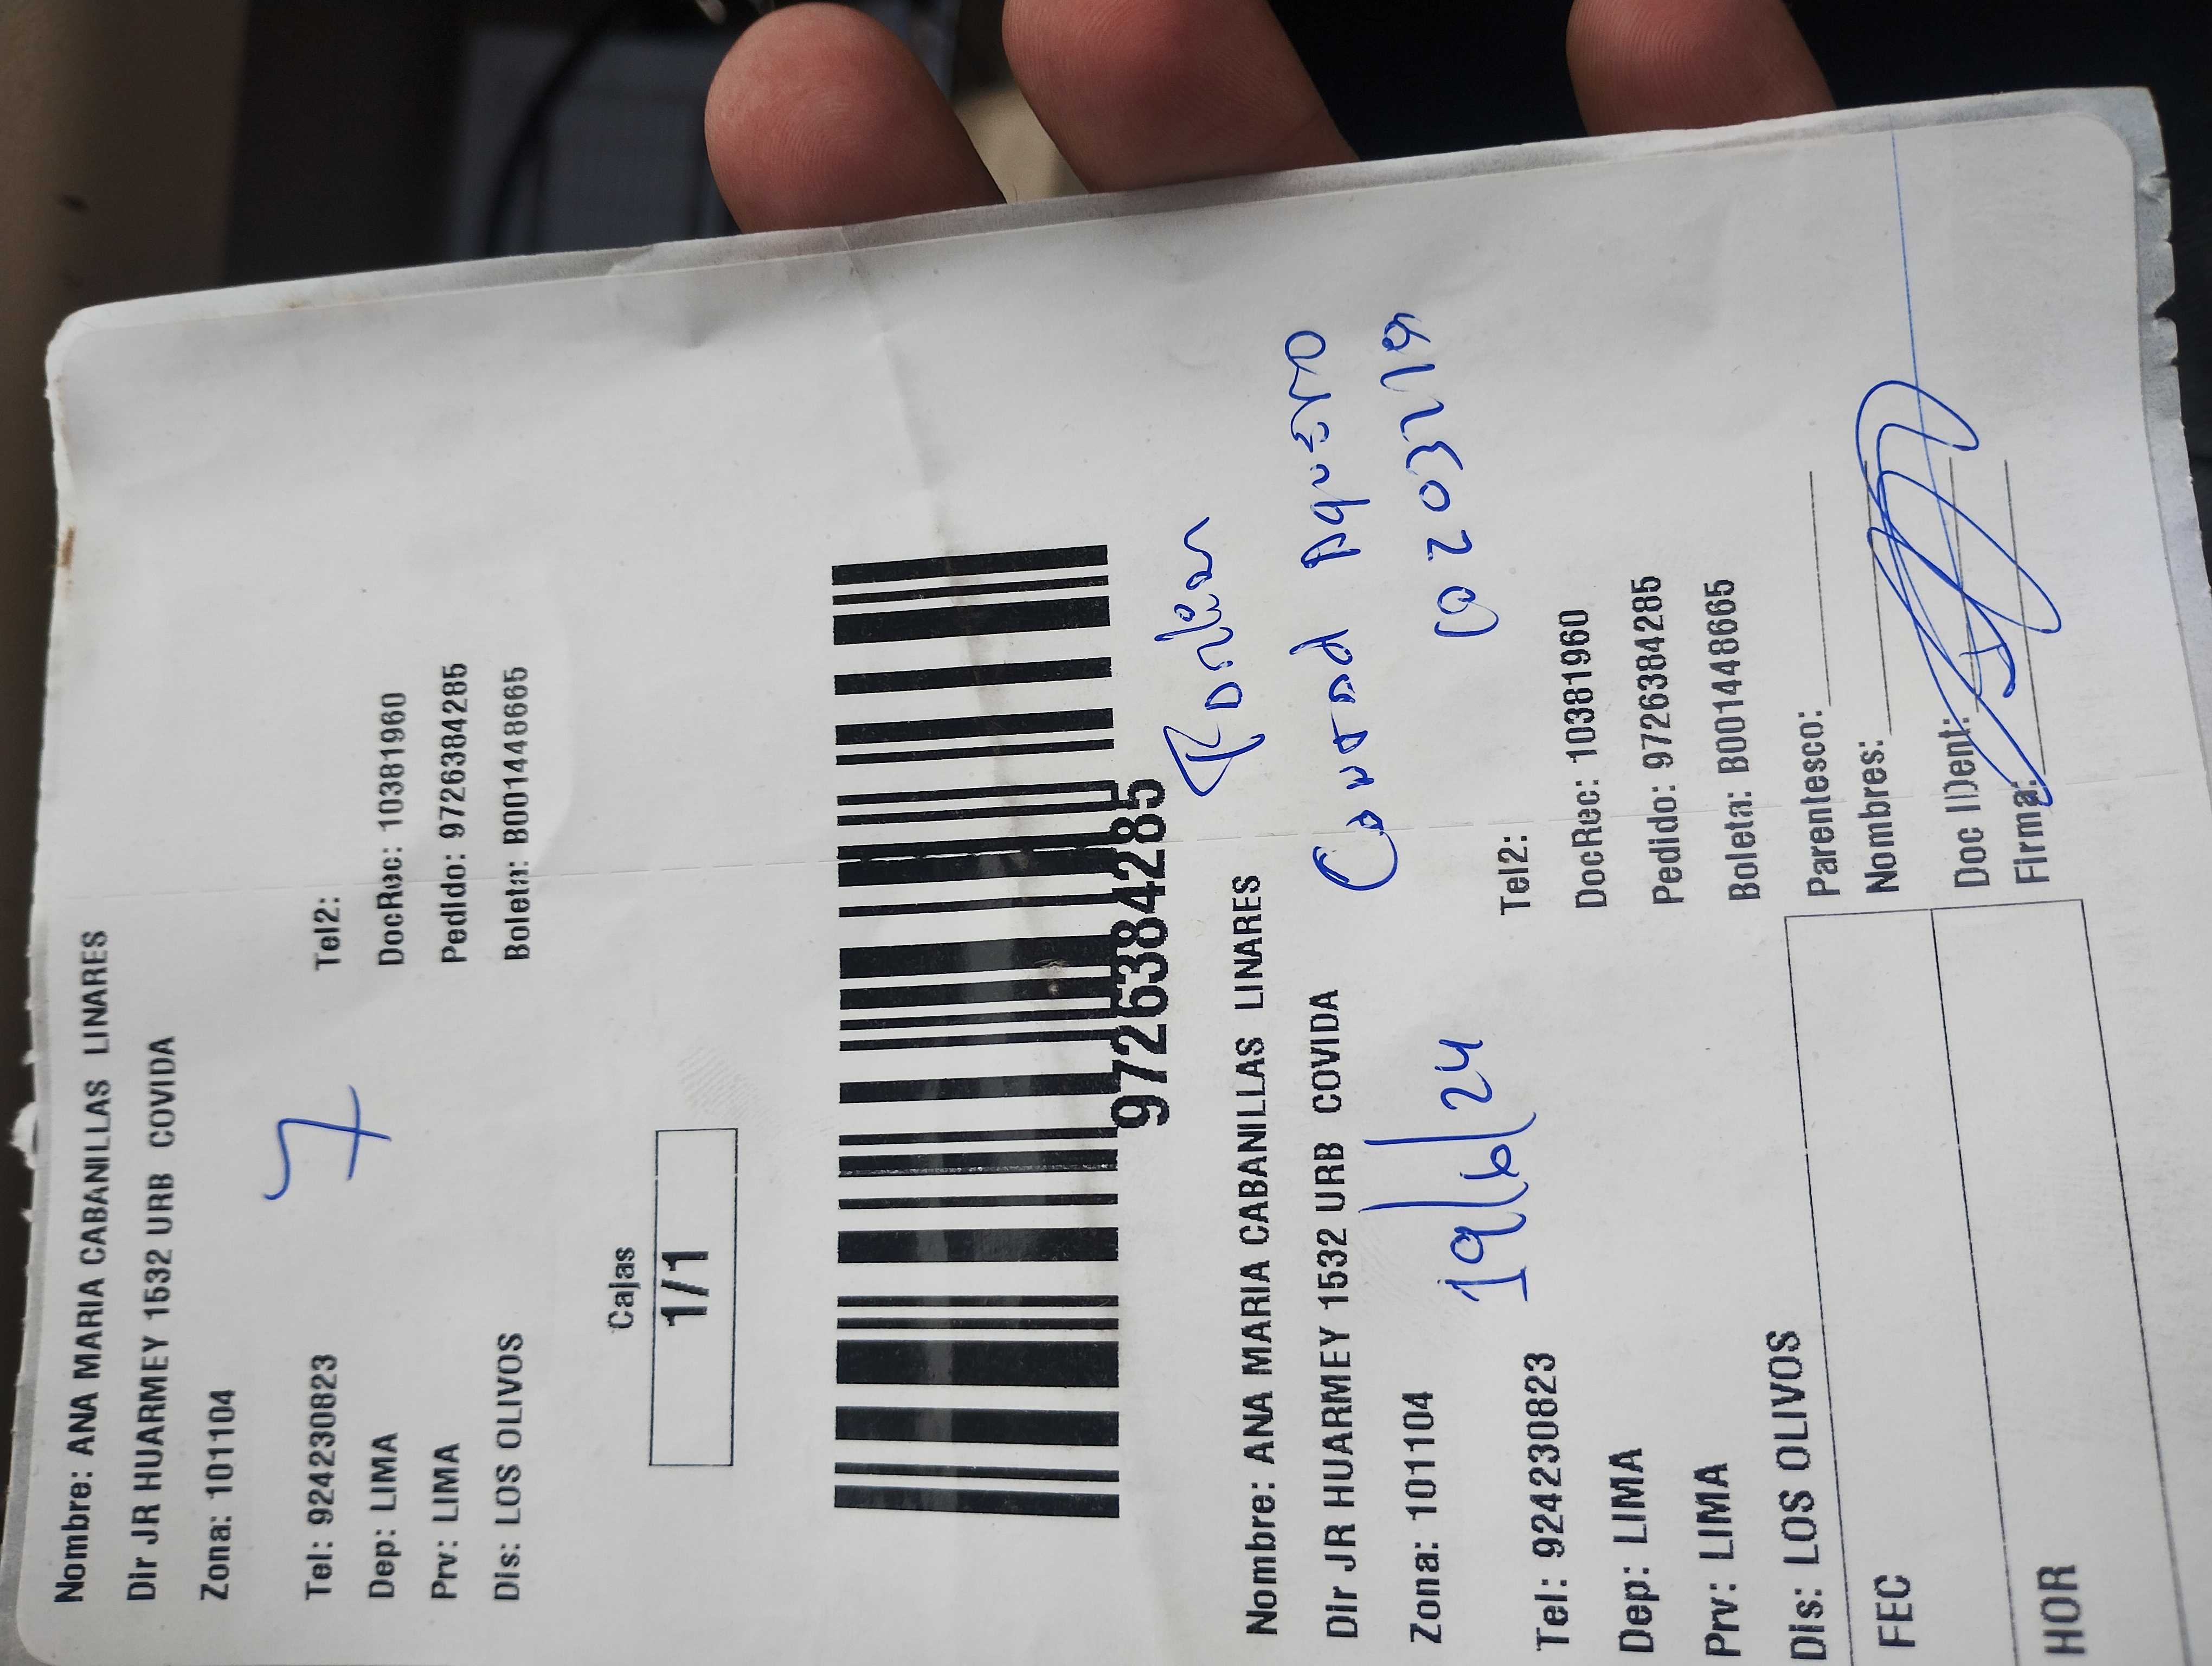 Nombre: ANA MARIA CABANILLAS LINARES
Dir JR HUARMEY 1532 URB COVIDA
Zona: 101104
7
Tel: 924230823 Tel2:
Dep: LIMA DocRec: 10381960
Prv: LIMA Pedido: 9726384285
Dis: LOS OLIVOS Boleta: B001448665
Cajas
1/1
9726384285
Nombre: ANA MARIA CABANILLAS LINARES
Dir JR HUARMEY 1532 URB COVIDA
Zona: 101104
19/6/24
Tel: 924230823 Tel2:
Dep: LIMA DocRec: 10381960
Prv: LIMA Pedido: 9726384285
Dis: LOS OLIVOS Boleta: B001448665
FEC
HOR
Parentesco:
Nombres:
Doc IDent:
Firma: